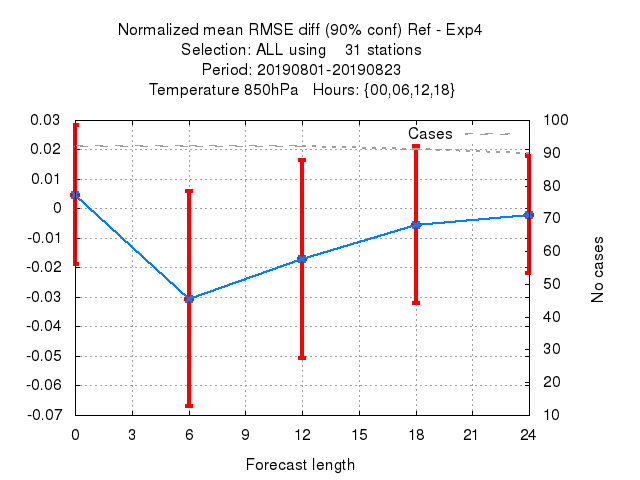 Normalized mean RMSE diff (90% conf) Ref - Exp4
Selection: ALL using    31 stations
Period: 20190801-20190823
Temperature 850hPa   Hours: {00,06,12,18}
Cases
0.03
0.02
0.01
0
-0.01
-0.02
-0.03
-0.04
-0.05
-0.06
-0.07
100
90
80
70
60
50
40
30
20
10
No cases
0 3 6 9 12 15 18 21 24
Forecast length